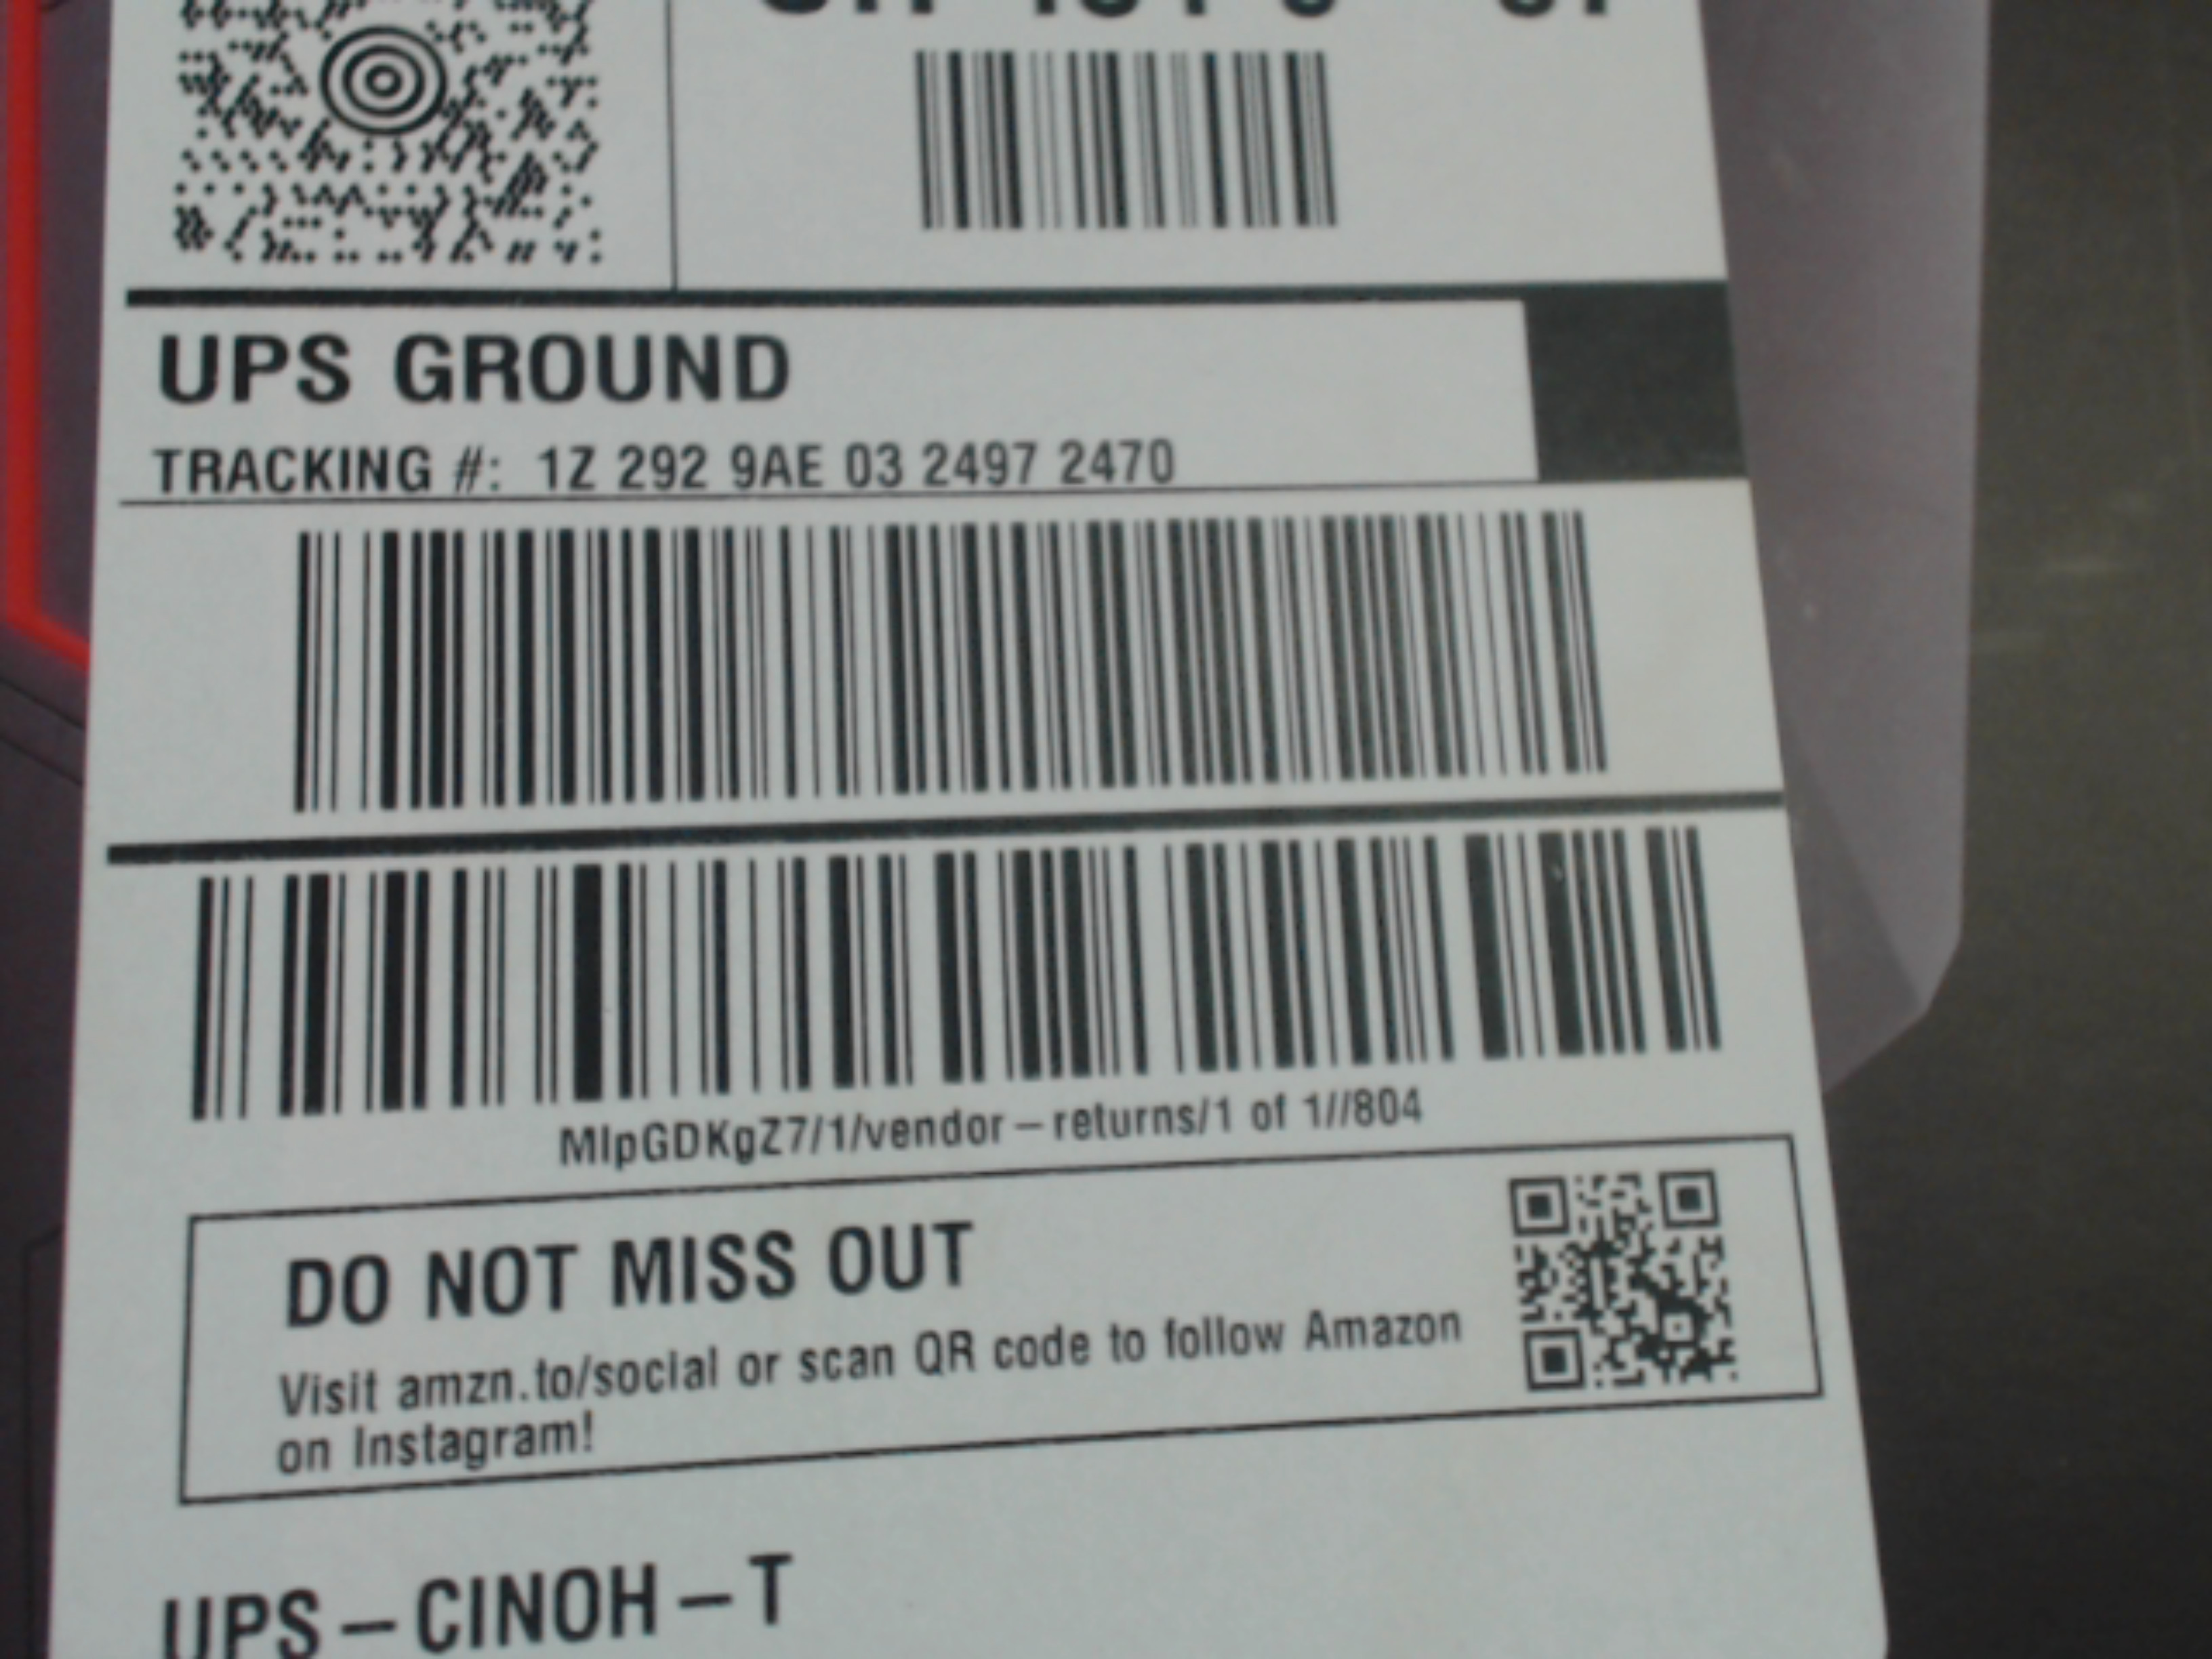 UPS GROUND
TRACKING #: 1Z 292 9AE 03 2497 2470
MIpGDKgZ7/1/vendor-returns/1 of 1//804
DO NOT MISS OUT
Visit amzn.to/social or scan QR code to follow Amazon
on Instagram!
UPS-CINOH-T